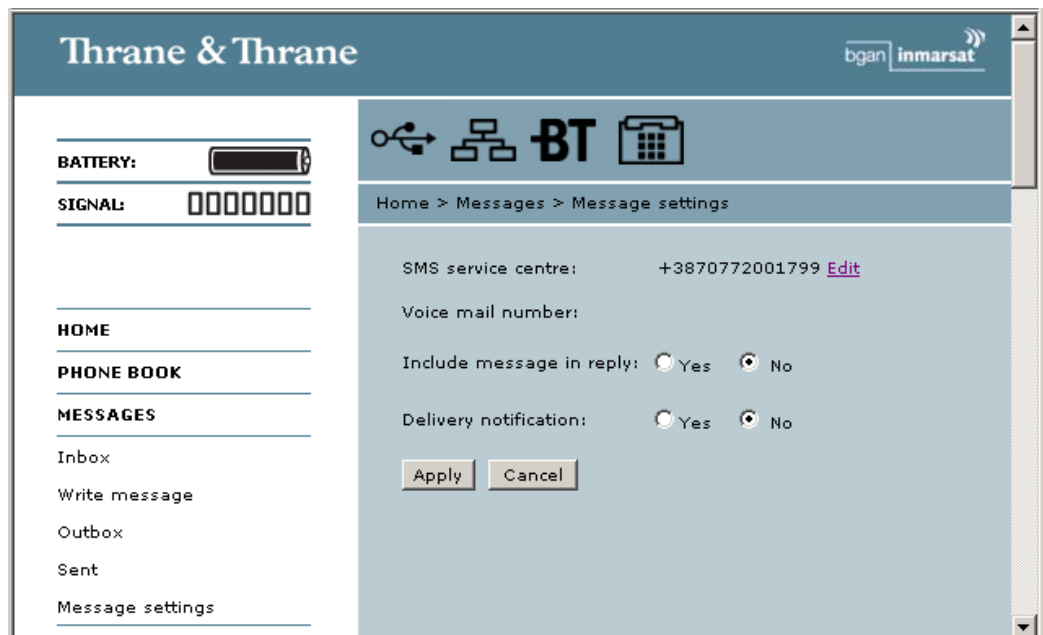 Thrane & Thrane
bgan inmarsat
BATTERY:
SIGNAL:
BT
Home > Messages > Message settings
SMS service centre: +3870772001799 Edit
Voice mail number:
Include message in reply: Yes No
Delivery notification: Yes No
Apply Cancel
HOME
PHONE BOOK
MESSAGES
Inbox
Write message
Outbox
Sent
Message settings